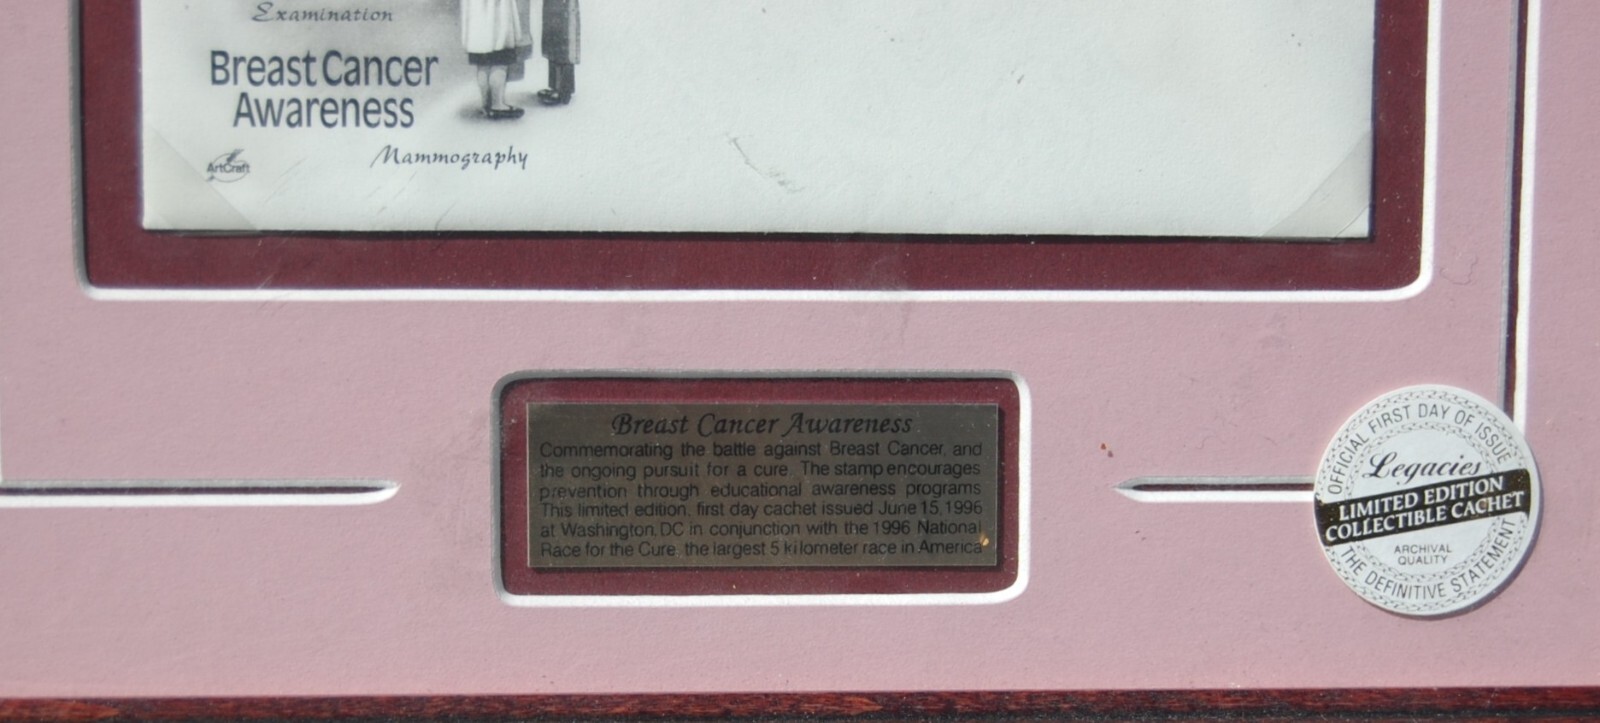 Examination
Breast Cancer
Awareness
ArtCraft
Mammography
Breast Cancer Awareness
Commemorating the battle against Breast Cancer, and
the ongoing pursuit for a cure. The stamp encourages
prevention through educational awareness programs
This limited edition, first day cachet issued June 15, 1996
at Washington, DC in conjunction with the 1996 National
Race for the Cure, the largest 5 kilometer race in America
OFFICIAL FIRST DAY OF ISSUE
Legacies
LIMITED EDITION
COLLECTIBLE CACHET
ARCHIVAL
QUALITY
THE DEFINITIVE STATEMENT